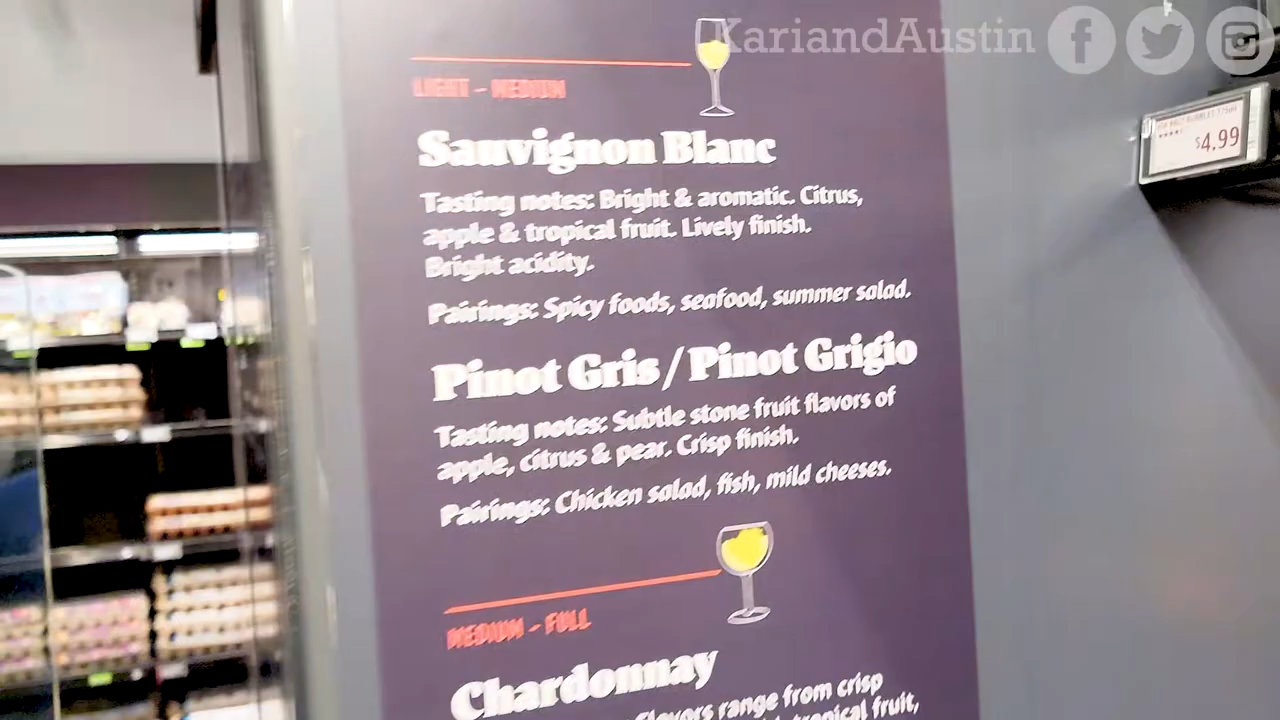 KariandAustin
LIGHT - MEDIUM
Sauvignon Blanc
Tasting notes: Bright & aromatic. Citrus,
apple & tropical fruit. Lively finish.
Bright acidity.
Pairings: Spicy foods, seafood, summer salad.
Pinot Gris / Pinot Grigio
Tasting notes: Subtle stone fruit flavors of
apple, citrus & pear. Crisp finish.
Pairings: Chicken salad, fish, mild cheeses.
MEDIUM - FULL
Chardonnay
flavors range from crisp
tropical fruit,
$4.99